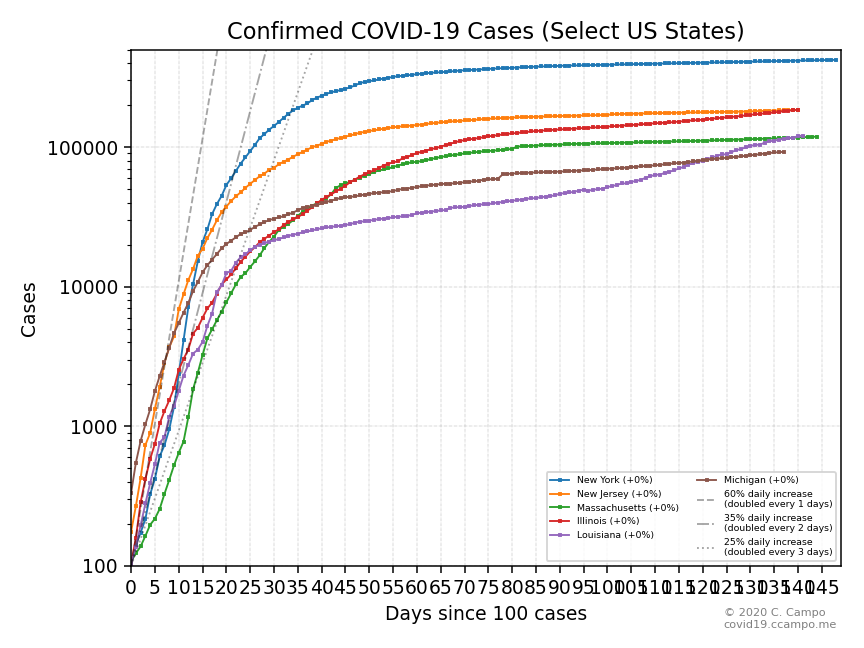 Confirmed COVID-19 Cases (Select US States)
Cases
100000
10000
1000
100
New York (+0%)
New Jersey (+0%)
Massachusetts (+0%)
Illinois (+0%)
Louisiana (+0%)
Michigan (+0%)
60% daily increase
(doubled every 1 days)
35% daily increase
(doubled every 2 days)
25% daily increase
(doubled every 3 days)
0 5 10 15 20 25 30 35 40 45 50 55 60 65 70 75 80 85 90 95 100 105 110 115 120 125 130 135 140 145
Days since 100 cases
© 2020 C. Campo
covid19.ccampo.me